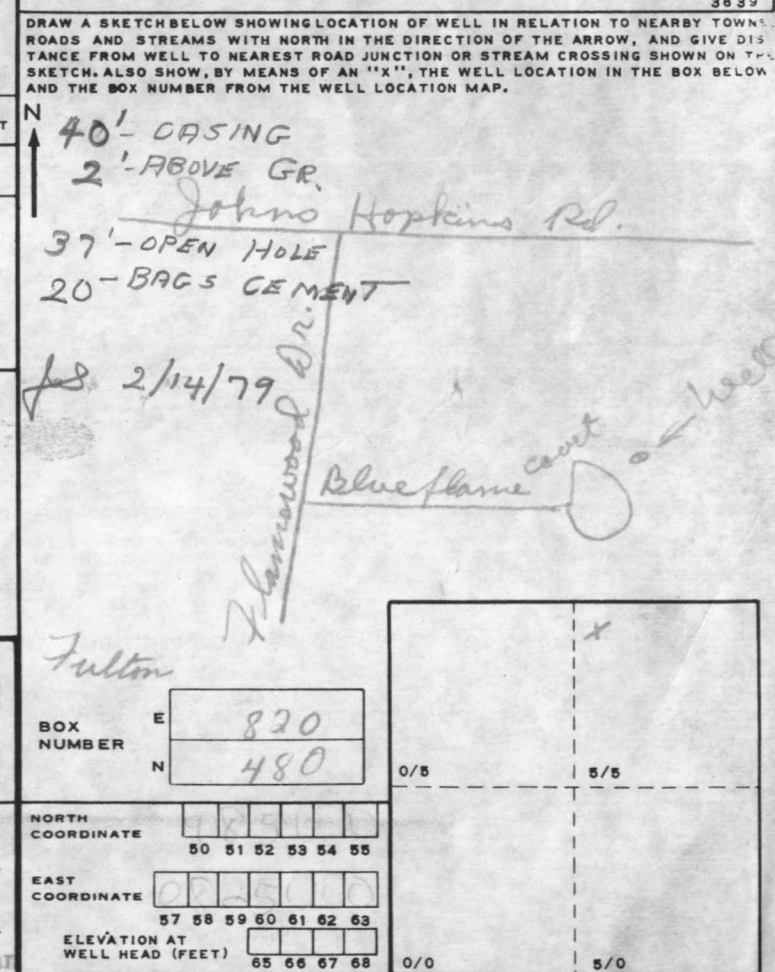 3639
DRAW A SKETCH BELOW SHOWING LOCATION OF WELL IN RELATION TO NEARBY TOWNS,
ROADS AND STREAMS WITH NORTH IN THE DIRECTION OF THE ARROW, AND GIVE DIS
TANCE FROM WELL TO NEAREST ROAD JUNCTION OR STREAM CROSSING SHOWN ON THE
SKETCH. ALSO SHOW, BY MEANS OF AN "X", THE WELL LOCATION IN THE BOX BELOW
AND THE BOX NUMBER FROM THE WELL LOCATION MAP.
N
40'- CASING
2'-ABOVE GR.
Johns Hopkins Rd.
37'-OPEN HOLE
20-BAGS CEMENT
2/14/79
Flamewood Dr.
Blueflame court
Well
Fulton
X
BOX NUMBER
E 820
N 480
0/5 5/5
NORTH COORDINATE
50 51 52 53 54 55
EAST COORDINATE
57 58 59 60 61 62 63
ELEVATION AT WELL HEAD (FEET)
65 66 67 68
0/0 5/0